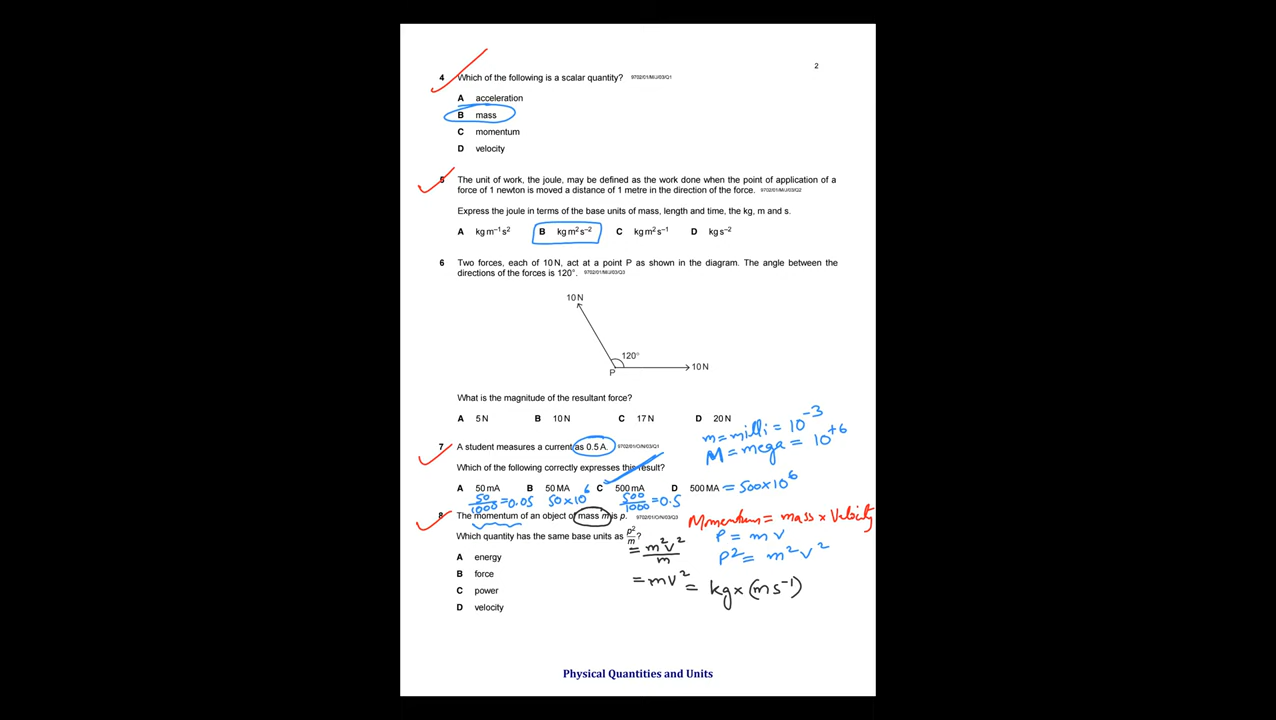 2
4 Which of the following is a scalar quantity? 9702/01/M/J/03/Q1
A acceleration
B mass
C momentum
D velocity
5 The unit of work, the joule, may be defined as the work done when the point of application of a
force of 1 newton is moved a distance of 1 metre in the direction of the force. 9702/01/M/J/03/Q2
Express the joule in terms of the base units of mass, length and time, the kg, m and s.
A kg m⁻¹ s² B kg m² s⁻² C kg m² s⁻¹ D kg s⁻²
6 Two forces, each of 10 N, act at a point P as shown in the diagram. The angle between the
directions of the forces is 120°. 9702/01/M/J/03/Q3
10 N
120°
P
10 N
What is the magnitude of the resultant force?
A 5 N B 10 N C 17 N D 20 N
m = milli = 10⁻³
M = mega = 10⁺⁶
7 A student measures a current as 0.5 A. 9702/01/O/N/03/Q1
Which of the following correctly expresses this result?
A 50 mA B 50 MA C 500 mA D 500 MA = 500×10⁶
50/1000 = 0.05 50×10⁶ 500/1000 = 0.5
8 The momentum of an object of mass m is p. 9702/01/O/N/03/Q3
Momentum = mass × Velocity
Which quantity has the same base units as p²/m?
P = m v
= m²v²/m
P² = m² v²
A energy
B force
= mv² = kg × (m s⁻¹)
C power
D velocity
Physical Quantities and Units